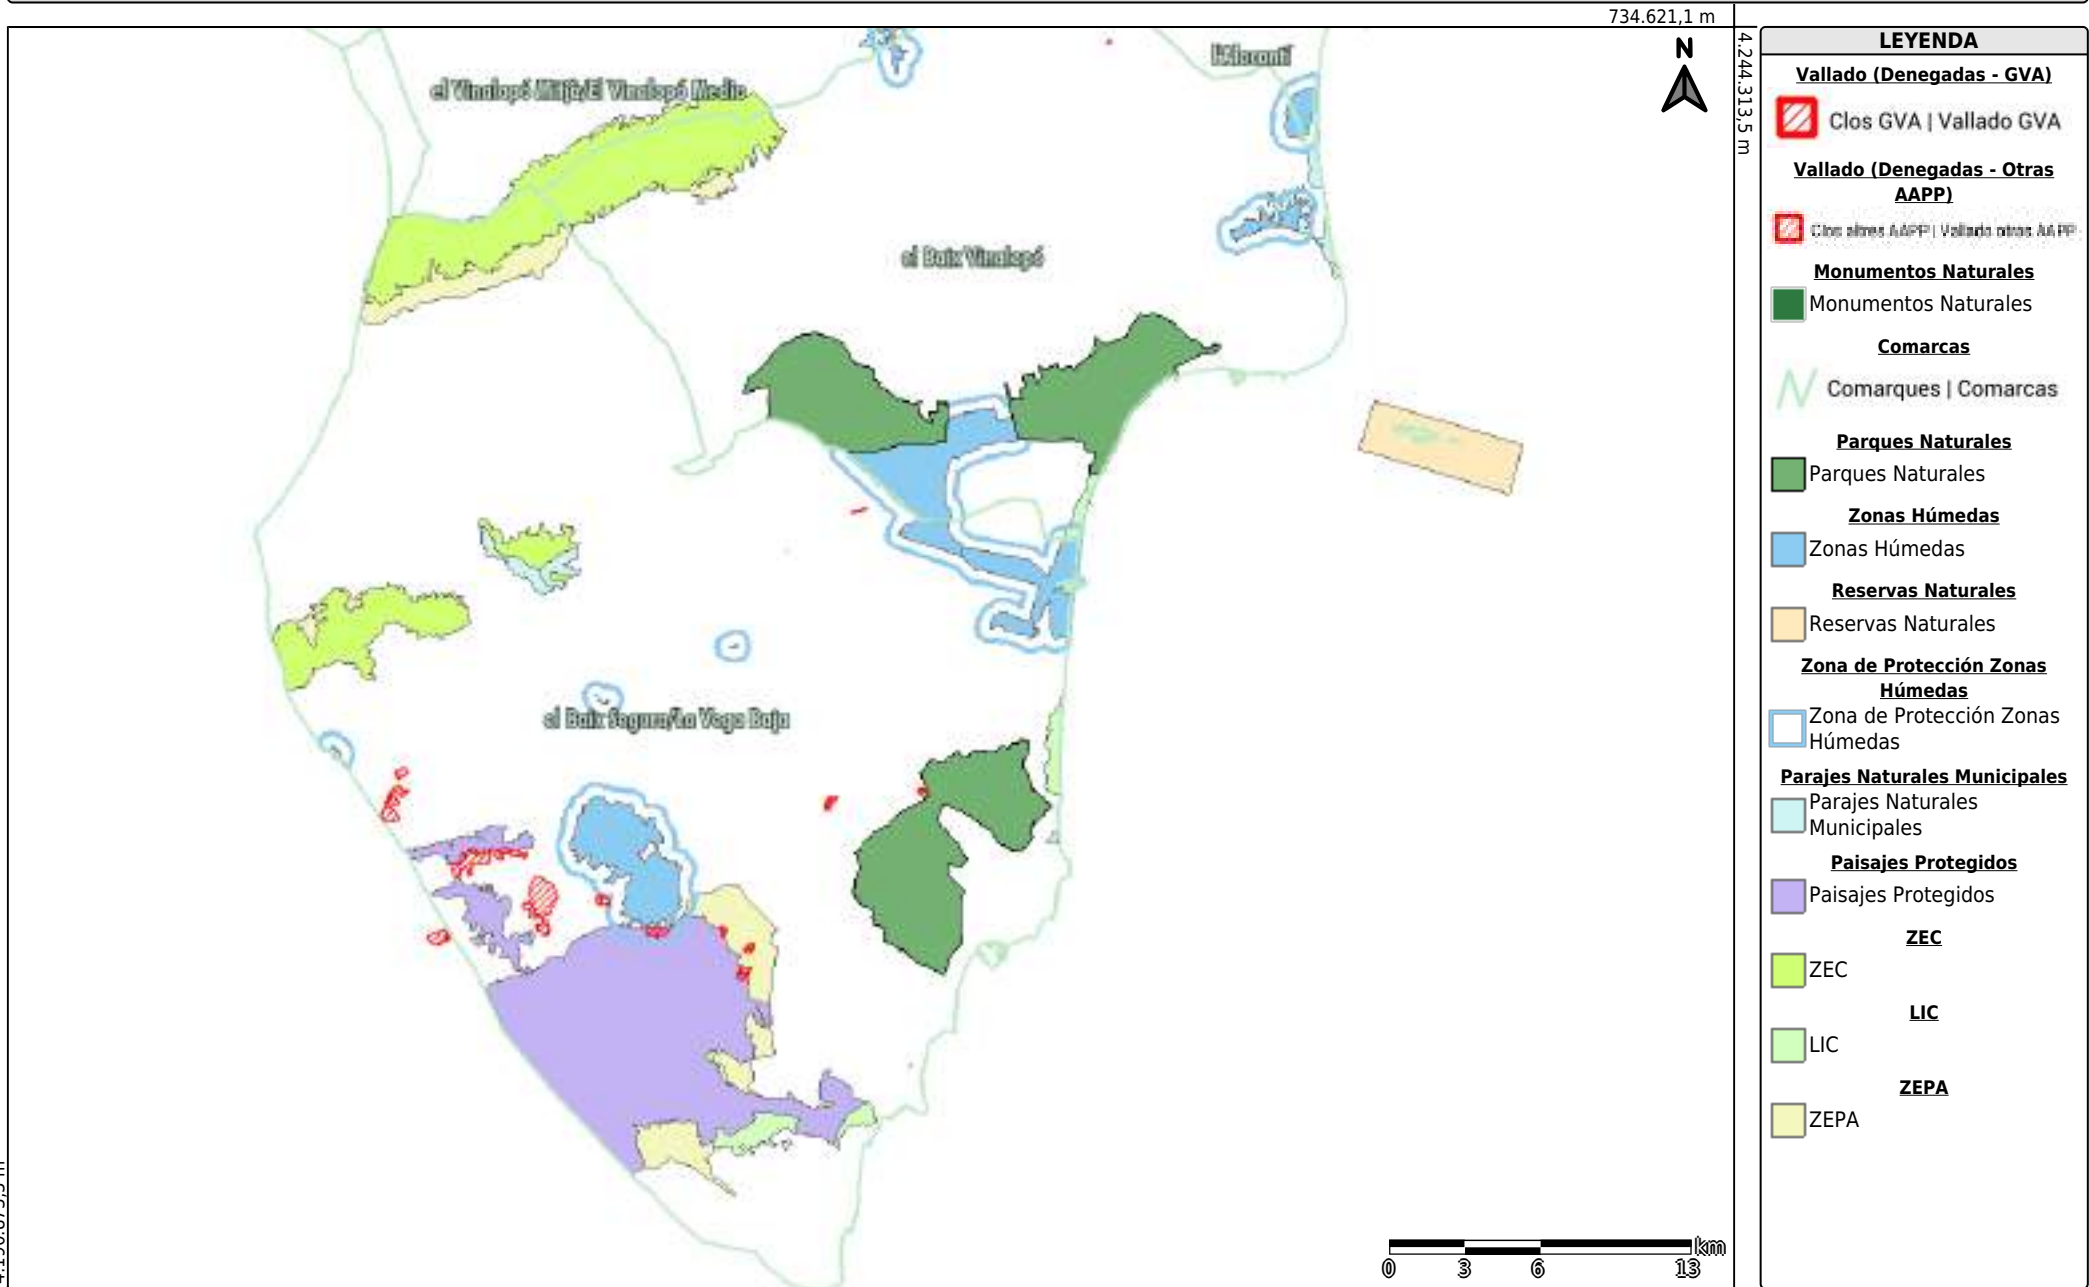 734.621,1 m
4.244.313,5 m
N
el Vinalopó Mitjà/El Vinalopó Medio
l'Alacantí
el Baix Vinalopó
el Baix Segura/La Vega Baja
km
0 3 6 13
LEYENDA
Vallado (Denegadas - GVA)
Clos GVA | Vallado GVA
Vallado (Denegadas - Otras
AAPP)
Clos altres AAPP | Vallado otras AAPP
Monumentos Naturales
Monumentos Naturales
Comarcas
Comarques | Comarcas
Parques Naturales
Parques Naturales
Zonas Húmedas
Zonas Húmedas
Reservas Naturales
Reservas Naturales
Zona de Protección Zonas
Húmedas
Zona de Protección Zonas
Húmedas
Parajes Naturales Municipales
Parajes Naturales
Municipales
Paisajes Protegidos
Paisajes Protegidos
ZEC
ZEC
LIC
LIC
ZEPA
ZEPA